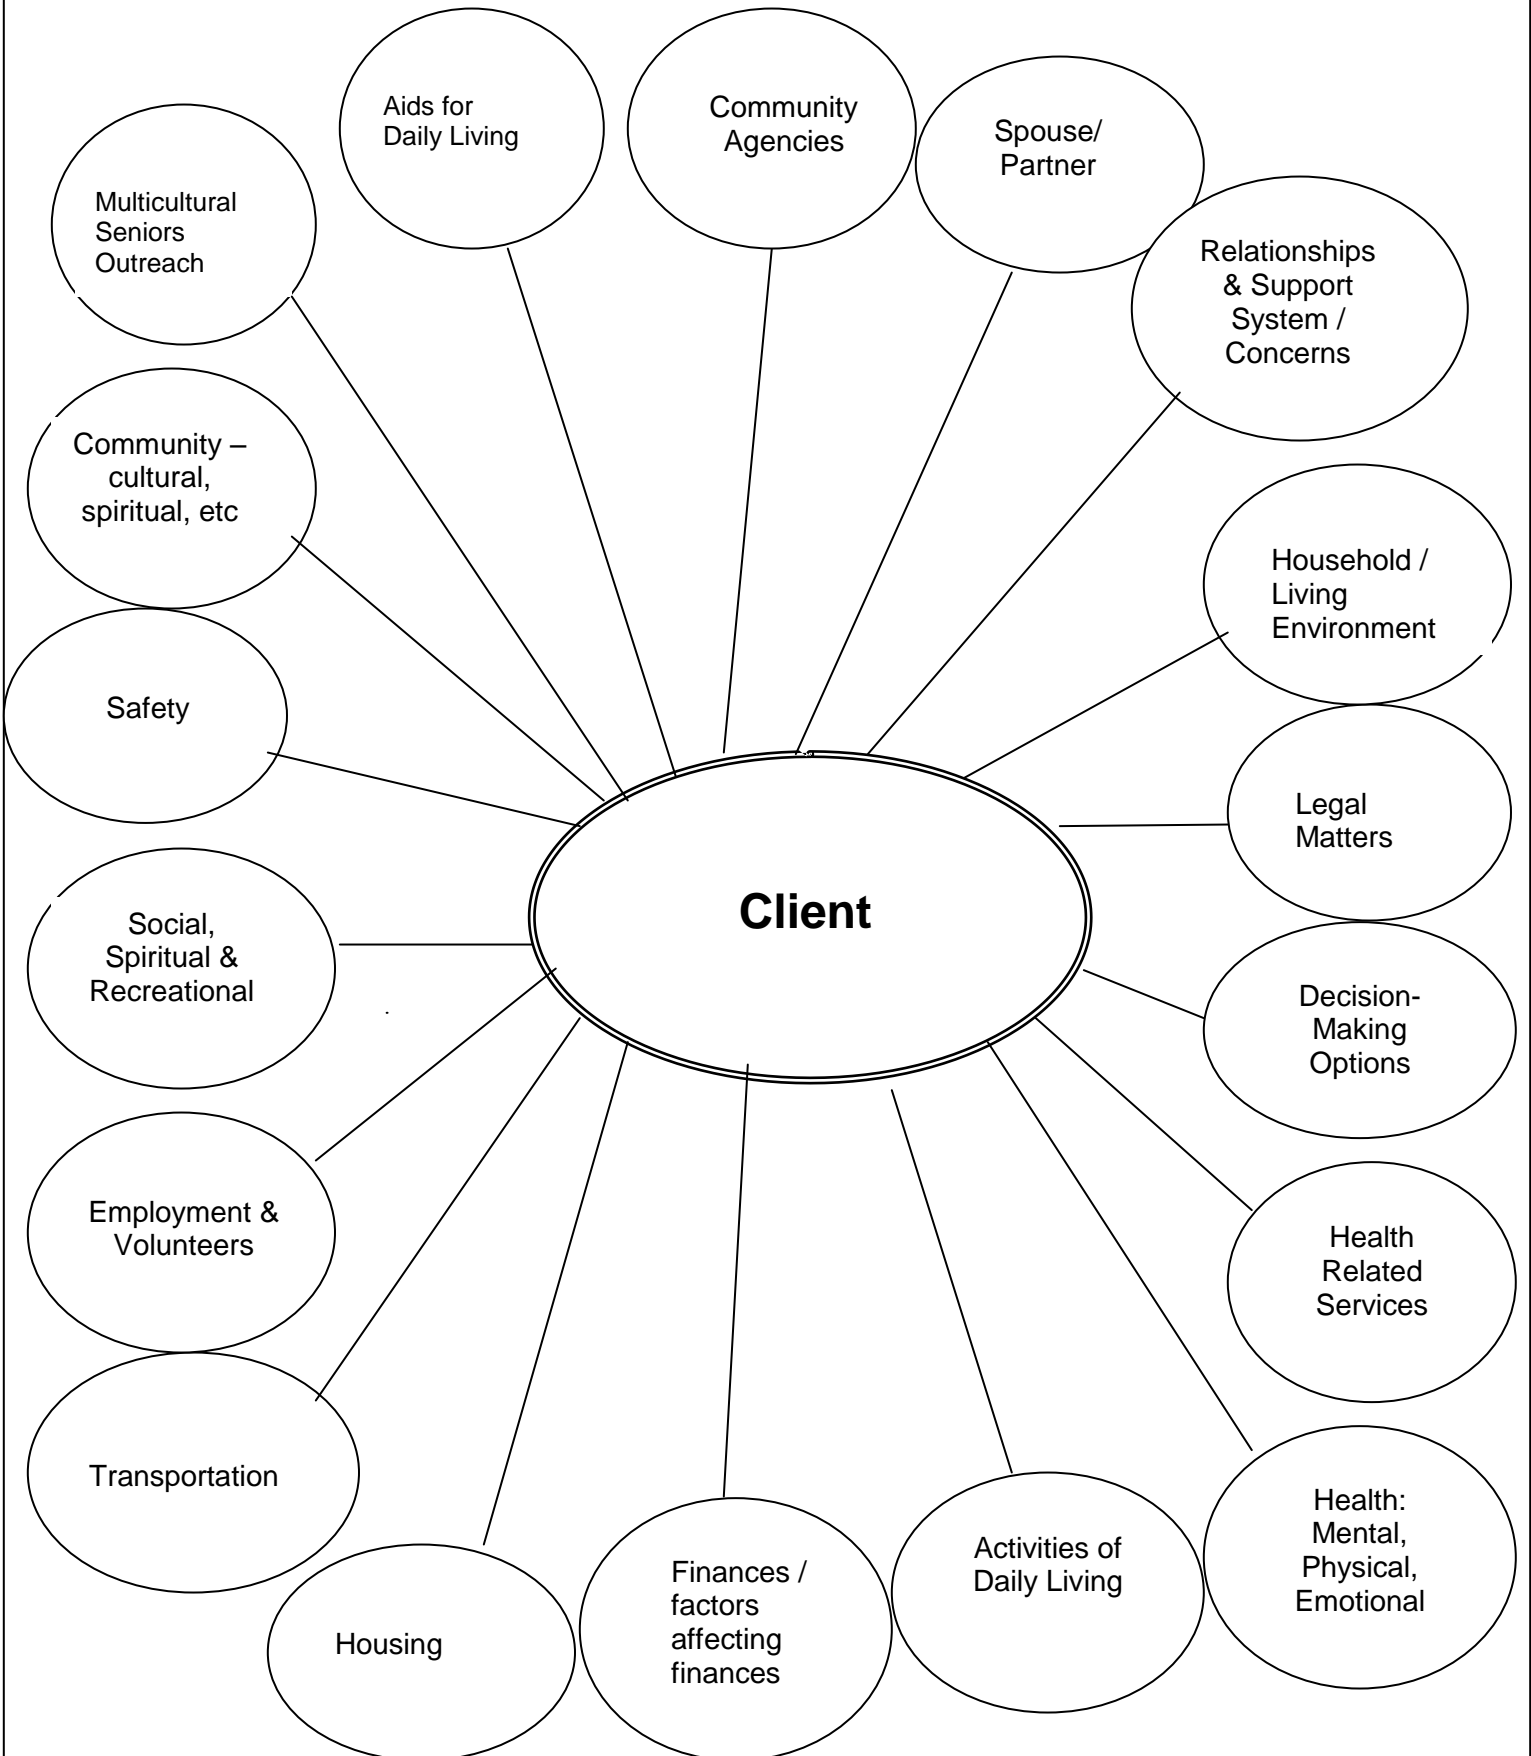 Aids for
Daily Living
Community
Agencies
Spouse/
Partner
Multicultural
Seniors
Outreach
Relationships
& Support
System /
Concerns
Community –
cultural,
spiritual, etc
Household /
Living
Environment
Safety
Legal
Matters
Client
Social,
Spiritual &
Recreational
Decision-
Making
Options
Employment &
Volunteers
Health
Related
Services
Transportation
Health:
Mental,
Physical,
Emotional
Activities of
Daily Living
Finances /
factors
affecting
finances
Housing